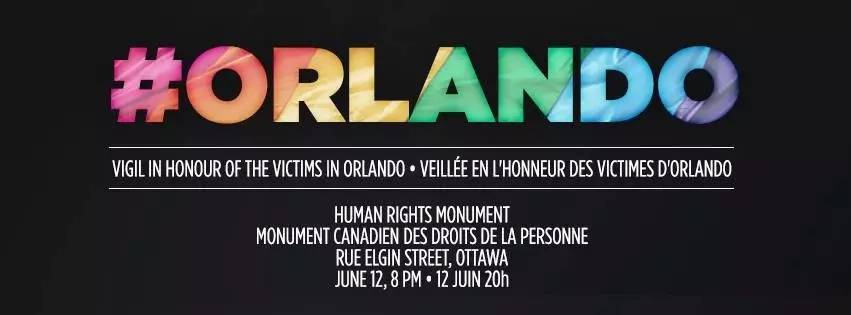 #ORLANDO
VIGIL IN HONOUR OF THE VICTIMS IN ORLANDO • VEILLÉE EN L'HONNEUR DES VICTIMES D'ORLANDO
HUMAN RIGHTS MONUMENT
MONUMENT CANADIEN DES DROITS DE LA PERSONNE
RUE ELGIN STREET, OTTAWA
JUNE 12, 8 PM • 12 JUIN 20h